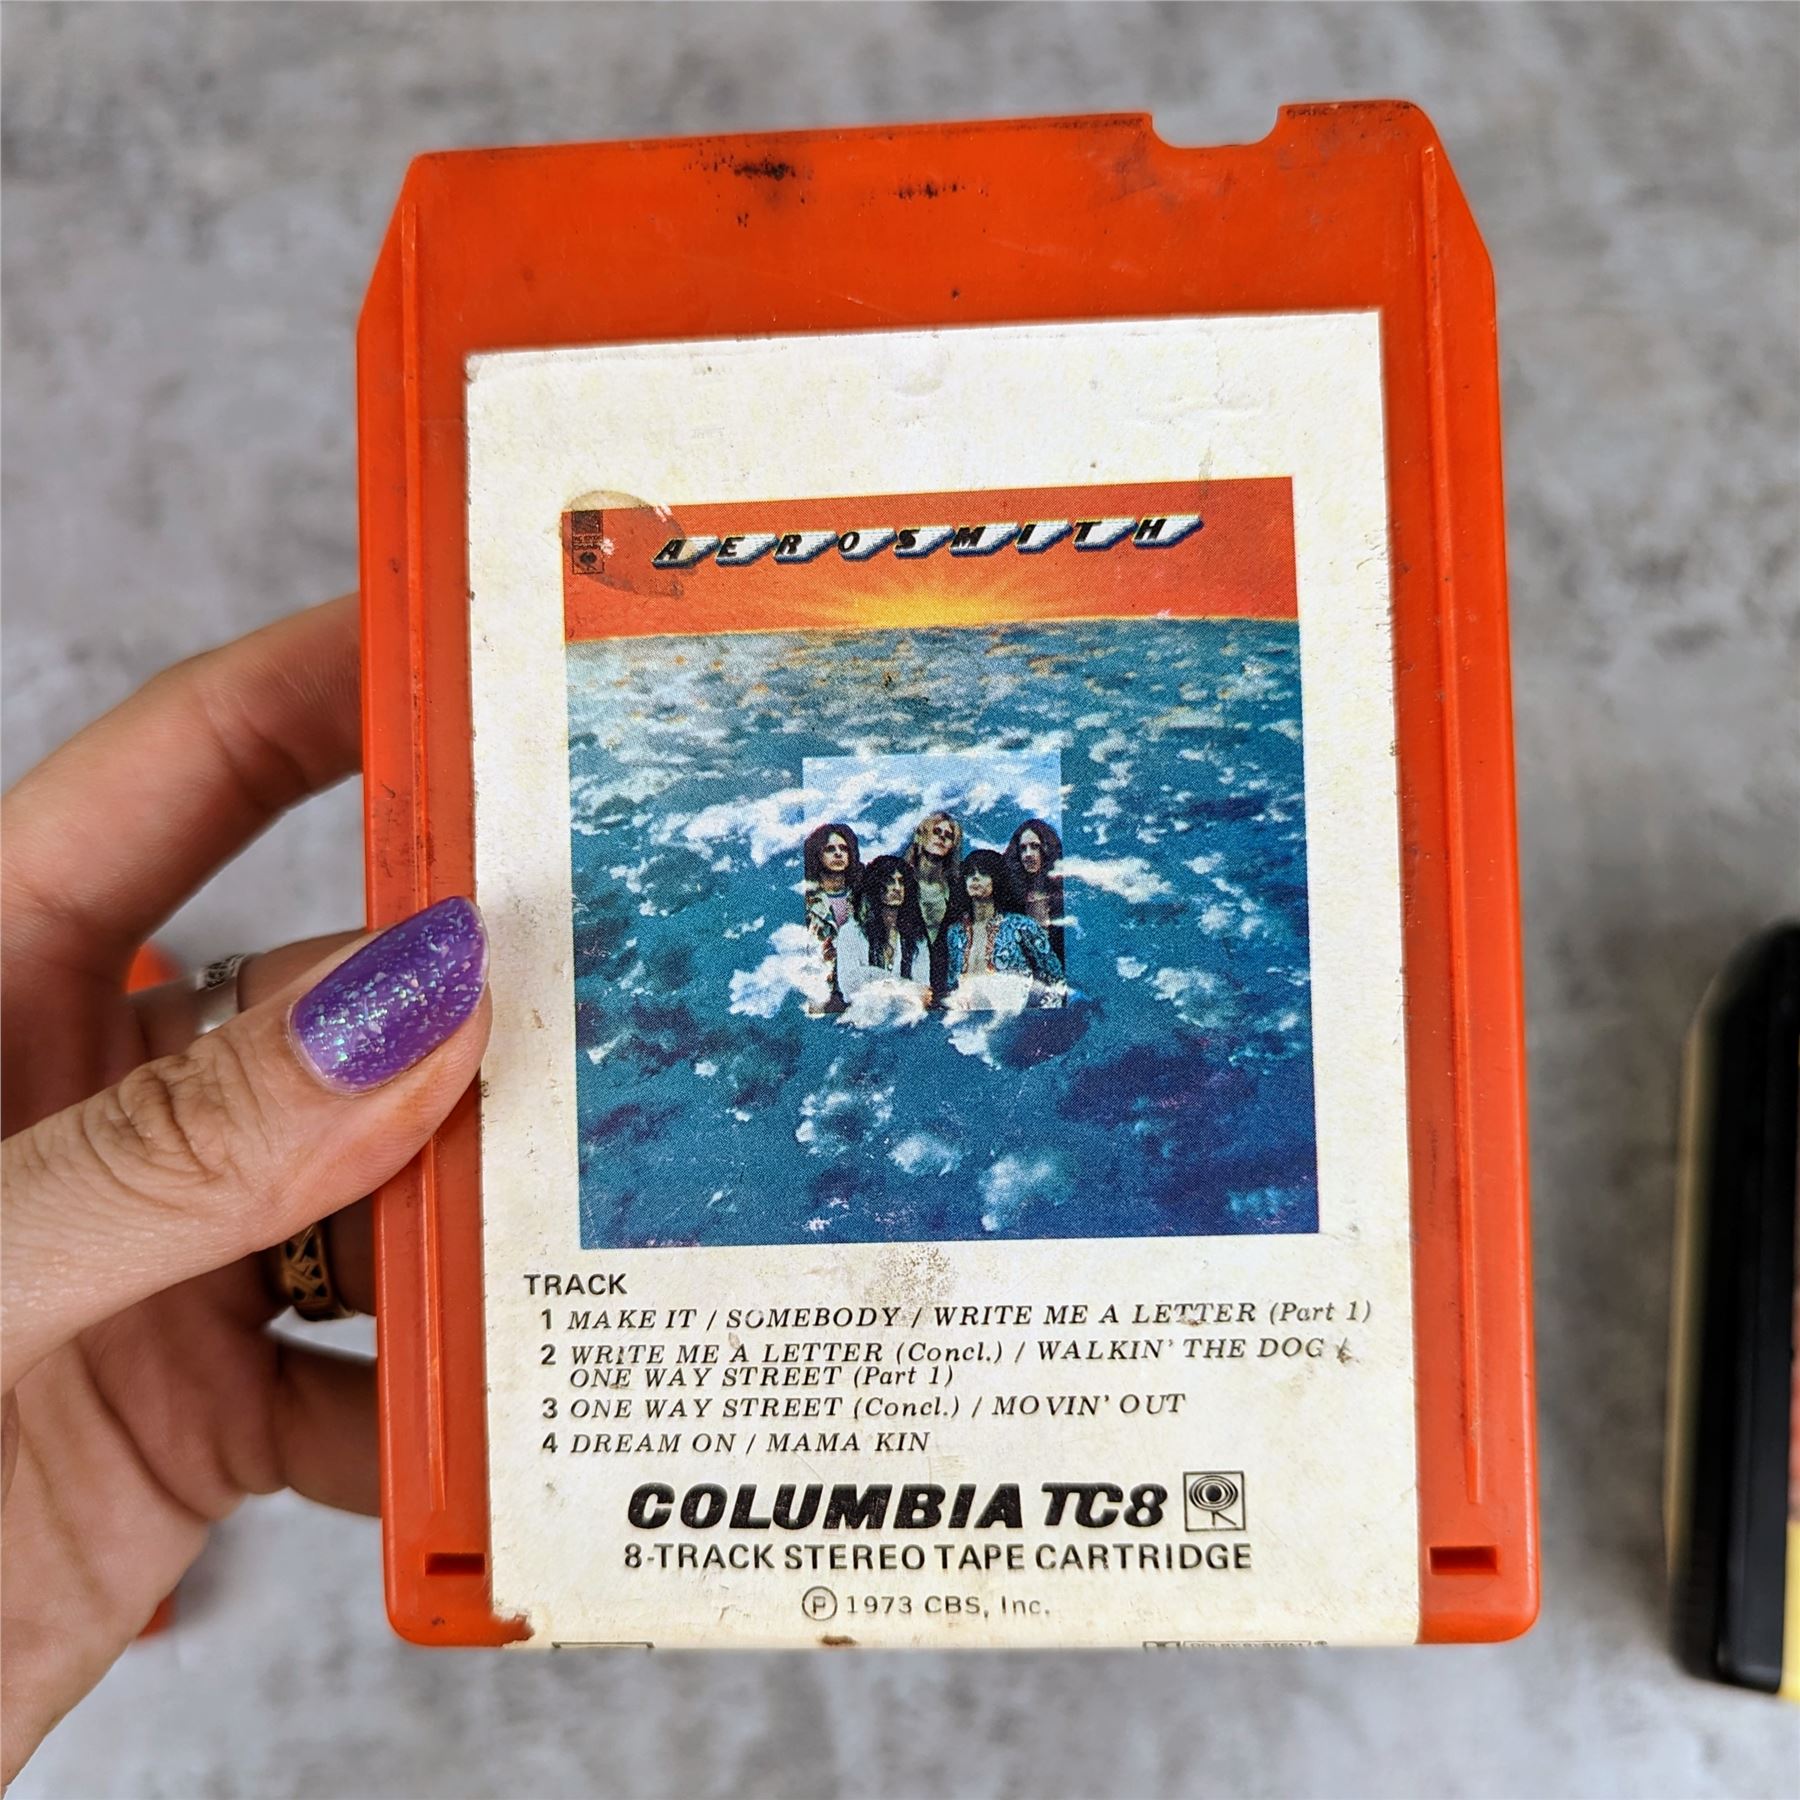 AEROSMITH
TRACK
1 MAKE IT / SOMEBODY / WRITE ME A LETTER (Part 1)
2 WRITE ME A LETTER (Concl.) / WALKIN' THE DOG /
ONE WAY STREET (Part 1)
3 ONE WAY STREET (Concl.) / MOVIN' OUT
4 DREAM ON / MAMA KIN
COLUMBIA TC8
8-TRACK STEREO TAPE CARTRIDGE
Ⓟ 1973 CBS, Inc.